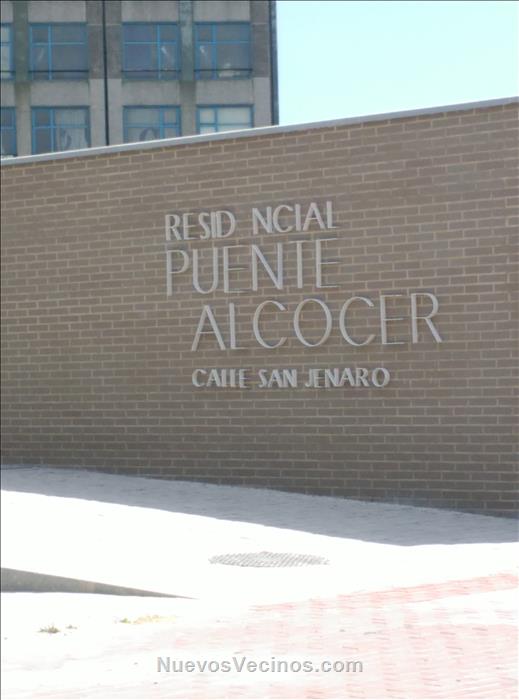 RESID NCIAL
PUENTE
ALCOCER
CALLE SAN JENARO
NuevosVecinos.com